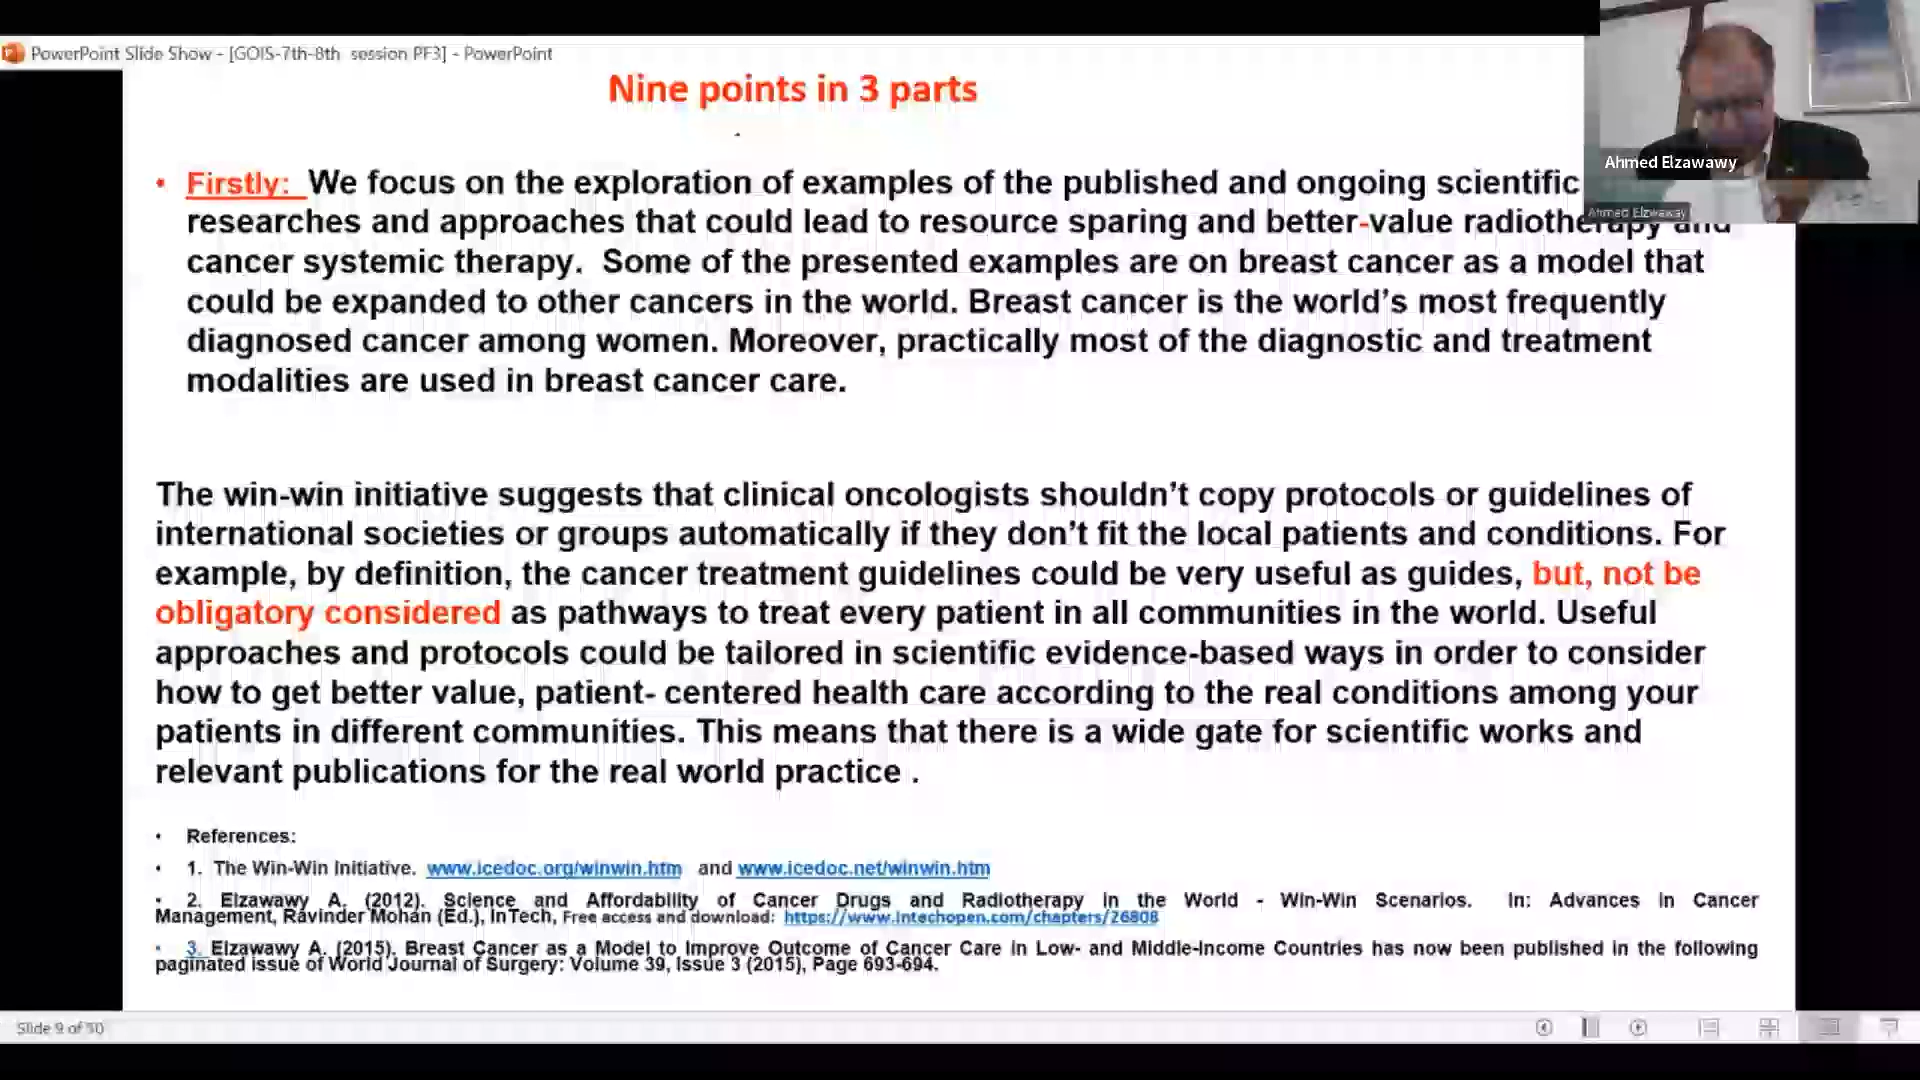 PowerPoint Slide Show - [GOIS-7th-8th session PF3] - PowerPoint
Nine points in 3 parts
Ahmed Elzawawy
Ahmed Elzwaway
• Firstly: We focus on the exploration of examples of the published and ongoing scientific
researches and approaches that could lead to resource sparing and better-value radiotherapy and
cancer systemic therapy. Some of the presented examples are on breast cancer as a model that
could be expanded to other cancers in the world. Breast cancer is the world's most frequently
diagnosed cancer among women. Moreover, practically most of the diagnostic and treatment
modalities are used in breast cancer care.
The win-win initiative suggests that clinical oncologists shouldn't copy protocols or guidelines of
international societies or groups automatically if they don't fit the local patients and conditions. For
example, by definition, the cancer treatment guidelines could be very useful as guides, but, not be
obligatory considered as pathways to treat every patient in all communities in the world. Useful
approaches and protocols could be tailored in scientific evidence-based ways in order to consider
how to get better value, patient- centered health care according to the real conditions among your
patients in different communities. This means that there is a wide gate for scientific works and
relevant publications for the real world practice .
• References:
• 1. The Win-Win Initiative. www.icedoc.org/winwin.htm and www.icedoc.net/winwin.htm
• 2. Elzawawy A. (2012). Science and Affordability of Cancer Drugs and Radiotherapy in the World - Win-Win Scenarios. In: Advances in Cancer
Management, Ravinder Mohan (Ed.), InTech, Free access and download: https://www.intechopen.com/chapters/26808
• 3. Elzawawy A. (2015). Breast Cancer as a Model to Improve Outcome of Cancer Care in Low- and Middle-Income Countries has now been published in the following
paginated issue of World Journal of Surgery: Volume 39, Issue 3 (2015), Page 693-694.
Slide 9 of 50